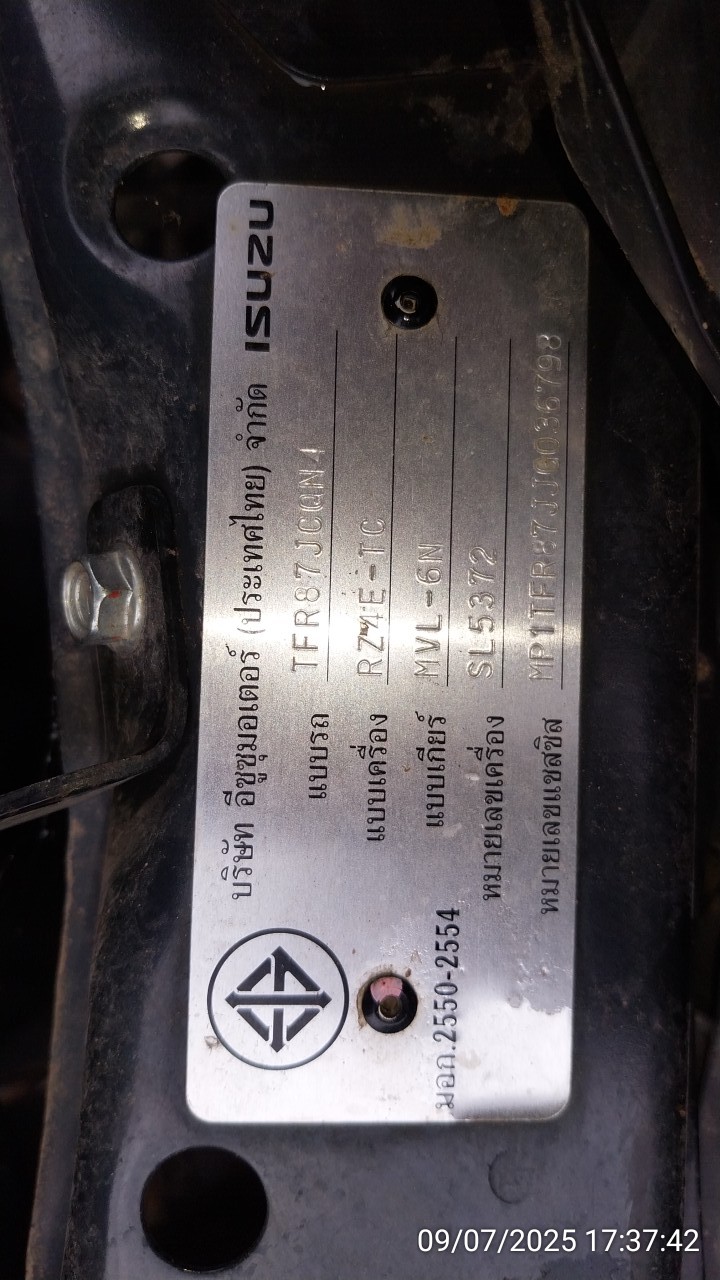 บริษัท อีซูซุมอเตอร์ (ประเทศไทย) จำกัด ISUZU
แบบรถ TFR87JCQN4
แบบเครื่อง RZ4E-TC
แบบเกียร์ MVL-6N
หมายเลขเครื่อง SL5372
หมายเลขแชสซิส MP1TFR87JJG036798
มอก.2550-2554
09/07/2025 17:37:42